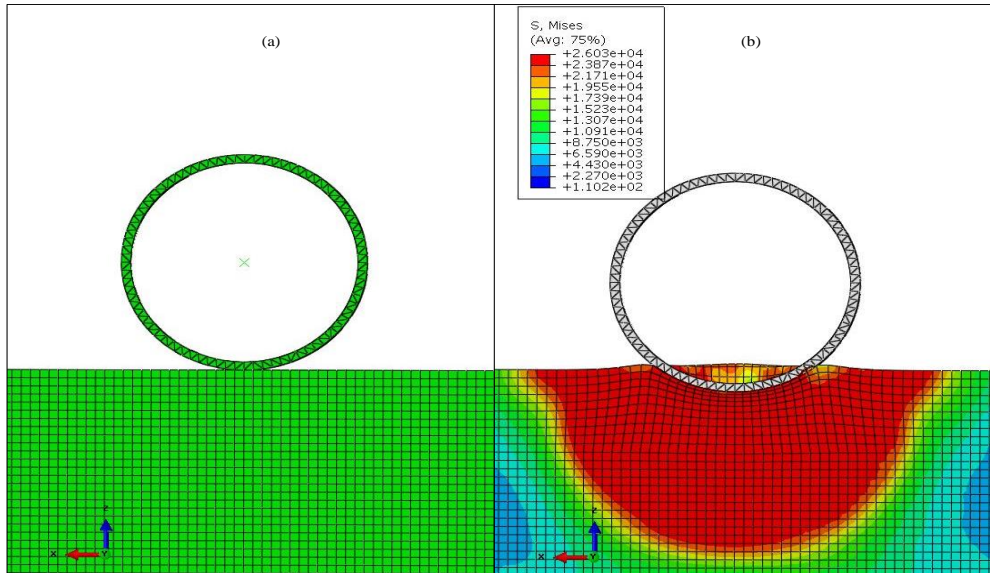 (a)
(b)
S, Mises
(Avg: 75%)
+2.603e+04
+2.387e+04
+2.171e+04
+1.955e+04
+1.739e+04
+1.523e+04
+1.307e+04
+1.091e+04
+8.750e+03
+6.590e+03
+4.430e+03
+2.270e+03
+1.102e+02
Z
X
Y
Z
X
Y